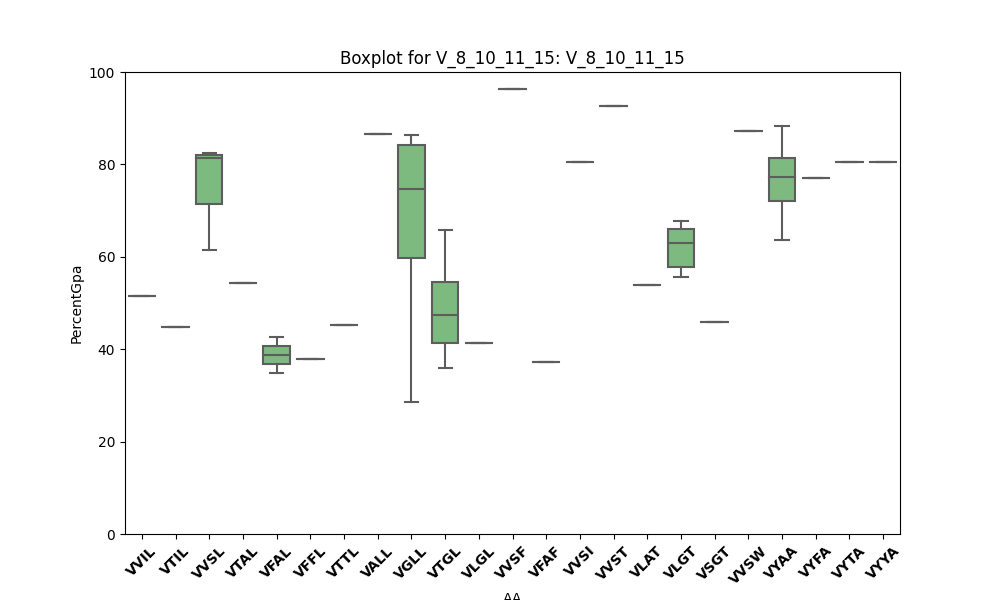 Boxplot for V_8_10_11_15: V_8_10_11_15
100
80
60
40
20
0
PercentGpa
VVIL VTIL VVSL VTAL VFAL VFFL VTTL VALL VGLL VTGL VLGL VVSF VFAF VVSI VVST VLAT VLGT VSGT VVSW VYAA VYFA VYTA VYYA
AA